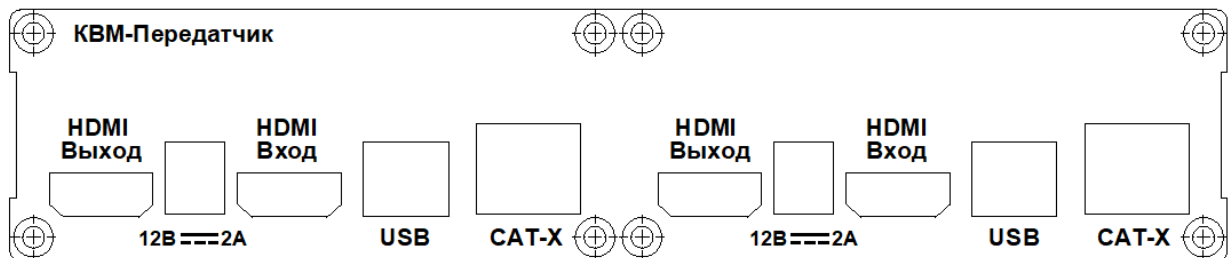 КВМ-Передатчик
HDMI
Выход
HDMI
Вход
HDMI
Выход
HDMI
Вход
12В 2А
USB
CAT-X
12В 2А
USB
CAT-X